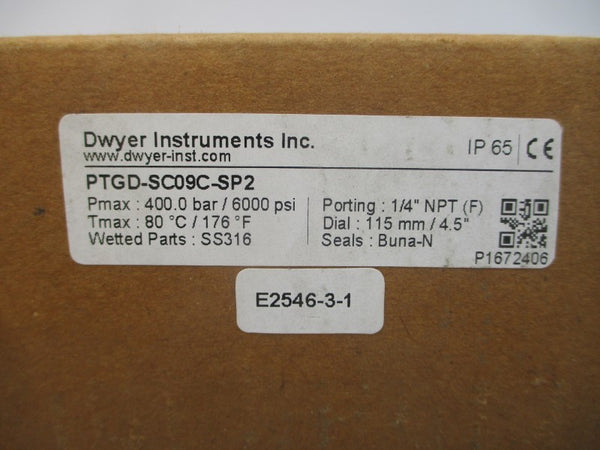 Dwyer Instruments Inc.
www.dwyer-inst.com
IP 65 CE
PTGD-SC09C-SP2
Pmax : 400.0 bar / 6000 psi
Tmax : 80 °C / 176 °F
Wetted Parts : SS316
Porting : 1/4" NPT (F)
Dial : 115 mm / 4.5"
Seals : Buna-N
P1672406
E2546-3-1